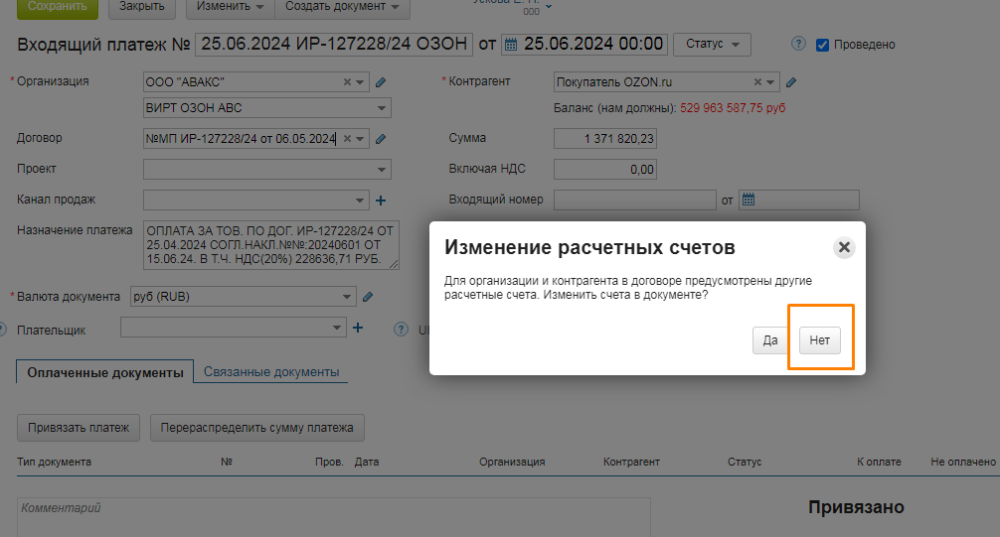 Сохранить Закрыть Изменить Создать документ
Входящий платеж № 25.06.2024 ИР-127228/24 ОЗОН от 25.06.2024 00:00 Статус ? Проведено
* Организация ООО "АВАКС" * Контрагент Покупатель OZON.ru
ВИРТ ОЗОН АВС Баланс (нам должны): 529 963 587,75 руб
Договор №МП ИР-127228/24 от 06.05.2024 Сумма 1 371 820,23
Проект Включая НДС 0,00
Канал продаж Входящий номер от
Назначение платежа ОПЛАТА ЗА ТОВ. ПО ДОГ. ИР-127228/24 ОТ
25.04.2024 СОГЛ.НАКЛ.№№:20240601 ОТ
15.06.24. В Т.Ч. НДС(20%) 228636,71 РУБ.
Изменение расчетных счетов
Для организации и контрагента в договоре предусмотрены другие
расчетные счета. Изменить счета в документе?
Да Нет
* Валюта документа руб (RUB)
? Плательщик ?
Оплаченные документы Связанные документы
Привязать платеж Перераспределить сумму платежа
Тип документа № Пров. Дата Организация Контрагент Статус К оплате Не оплачено
Комментарий
Привязано